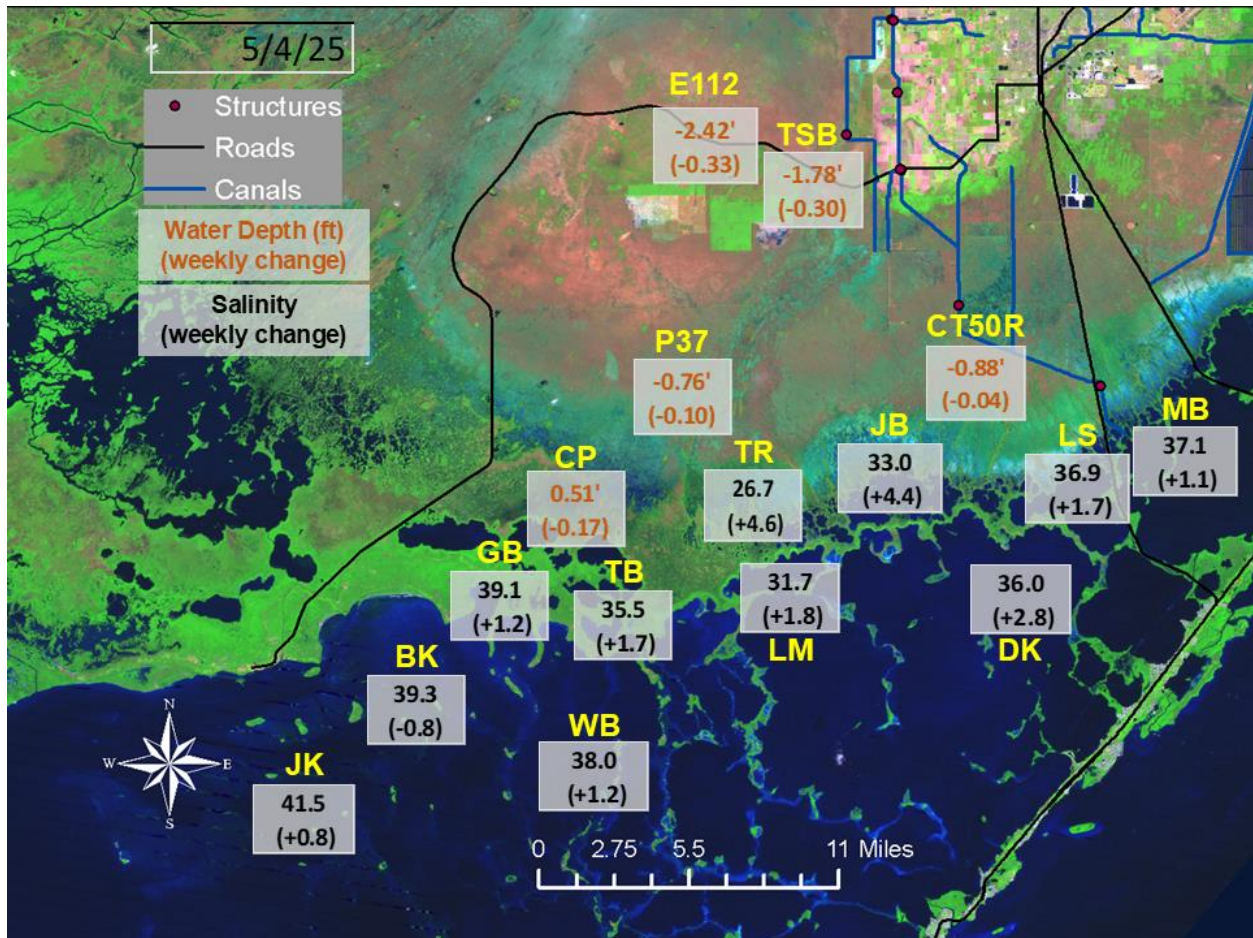 5/4/25
Structures
Roads
Canals
Water Depth (ft)
(weekly change)
Salinity
(weekly change)
E112
-2.42'
(-0.33)
TSB
-1.78'
(-0.30)
P37
-0.76'
(-0.10)
CT50R
-0.88'
(-0.04)
CP
0.51'
(-0.17)
TR
26.7
(+4.6)
JB
33.0
(+4.4)
LS
36.9
(+1.7)
MB
37.1
(+1.1)
GB
39.1
(+1.2)
TB
35.5
(+1.7)
31.7
(+1.8)
LM
36.0
(+2.8)
DK
BK
39.3
(-0.8)
WB
38.0
(+1.2)
JK
41.5
(+0.8)
N
W E
S
0 2.75 5.5 11 Miles